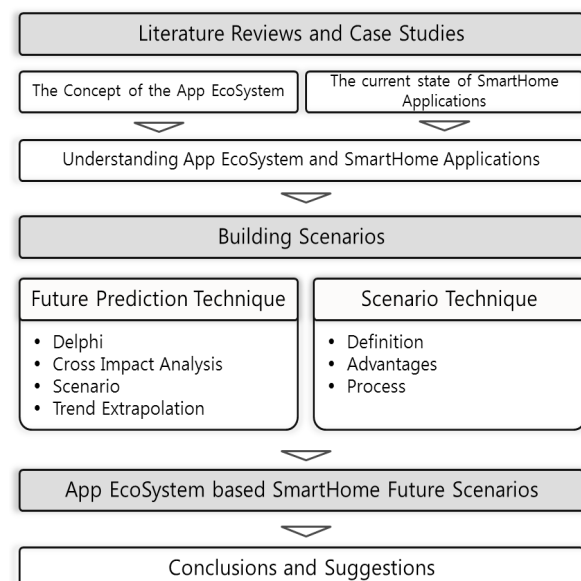 Literature Reviews and Case Studies
The Concept of the App EcoSystem
The current state of SmartHome
Applications
Understanding App EcoSystem and SmartHome Applications
Building Scenarios
Future Prediction Technique
• Delphi
• Cross Impact Analysis
• Scenario
• Trend Extrapolation
Scenario Technique
• Definition
• Advantages
• Process
App EcoSystem based SmartHome Future Scenarios
Conclusions and Suggestions